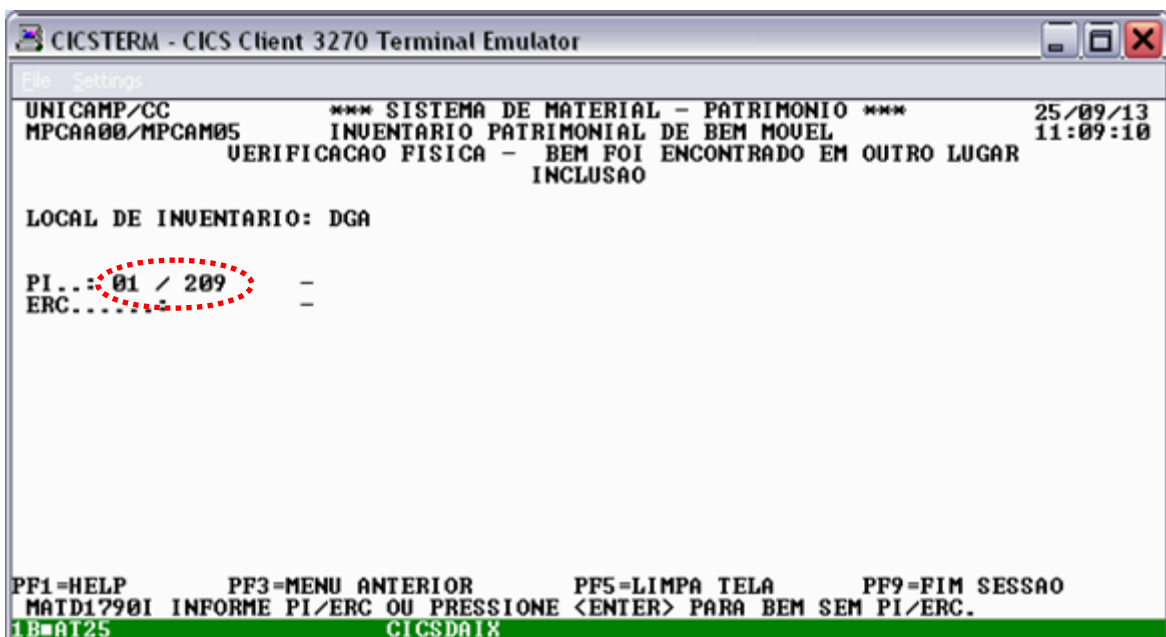 CICSTERM - CICS Client 3270 Terminal Emulator
File Settings
UNICAMP/CC *** SISTEMA DE MATERIAL - PATRIMONIO *** 25/09/13
MPCAA00/MPCAM05 INVENTARIO PATRIMONIAL DE BEM MOVEL 11:09:10
VERIFICACAO FISICA - BEM FOI ENCONTRADO EM OUTRO LUGAR
INCLUSAO
LOCAL DE INVENTARIO: DGA
PI..: 01 / 209 -
ERC......: -
PF1=HELP PF3=MENU ANTERIOR PF5=LIMPA TELA PF9=FIM SESSAO
MATD1790I INFORME PI/ERC OU PRESSIONE <ENTER> PARA BEM SEM PI/ERC.
1B■AT25 CICSDAIX